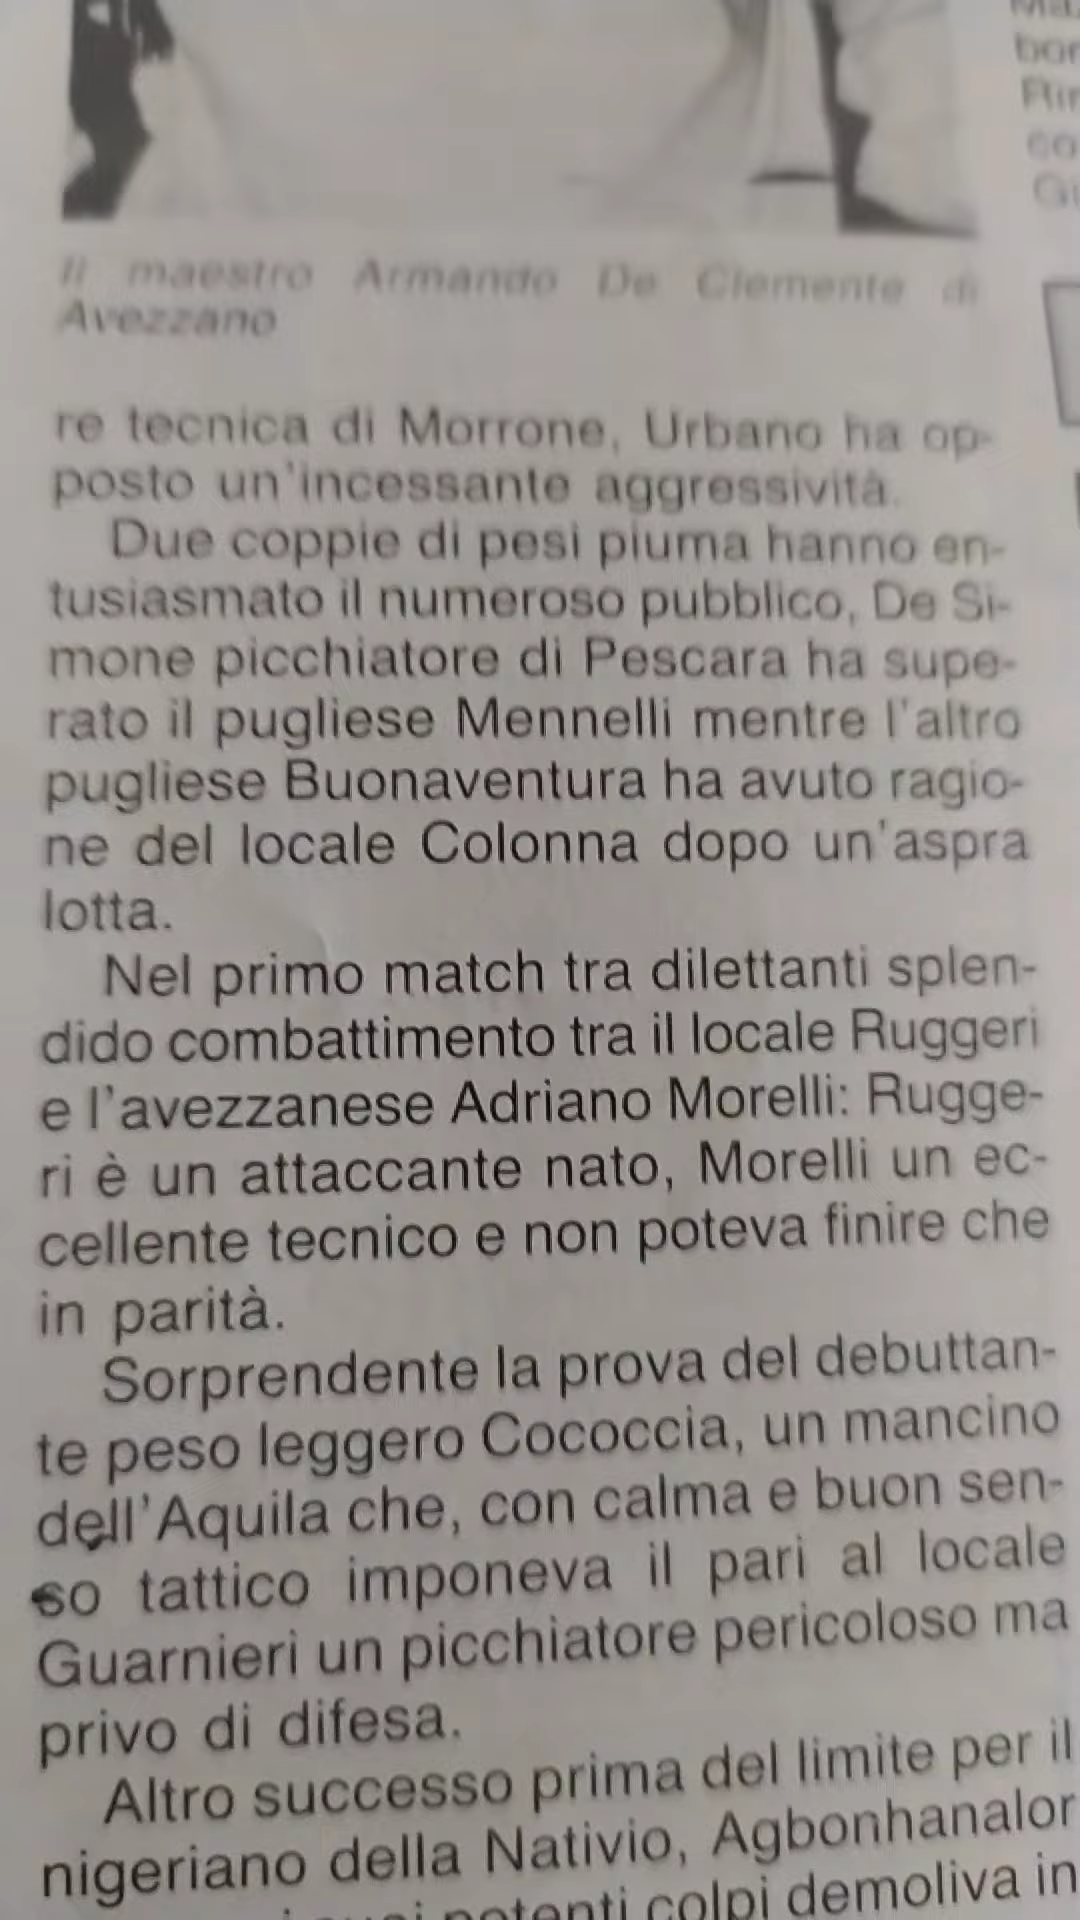 Il maestro Armando De Clemente di
Avezzano
re tecnica di Morrone, Urbano ha op-
posto un'incessante aggressività.
Due coppie di pesi piuma hanno en-
tusiasmato il numeroso pubblico, De Si-
mone picchiatore di Pescara ha supe-
rato il pugliese Mennelli mentre l'altro
pugliese Buonaventura ha avuto ragio-
ne del locale Colonna dopo un'aspra
lotta.
Nel primo match tra dilettanti splen-
dido combattimento tra il locale Ruggeri
e l'avezzanese Adriano Morelli: Rugge-
ri è un attaccante nato, Morelli un ec-
cellente tecnico e non poteva finire che
in parità.
Sorprendente la prova del debuttan-
te peso leggero Cococcia, un mancino
dell'Aquila che, con calma e buon sen-
so tattico imponeva il pari al locale
Guarnieri un picchiatore pericoloso ma
privo di difesa.
Altro successo prima del limite per il
nigeriano della Nativio, Agbonhanalor
potenti colpi demoliva in